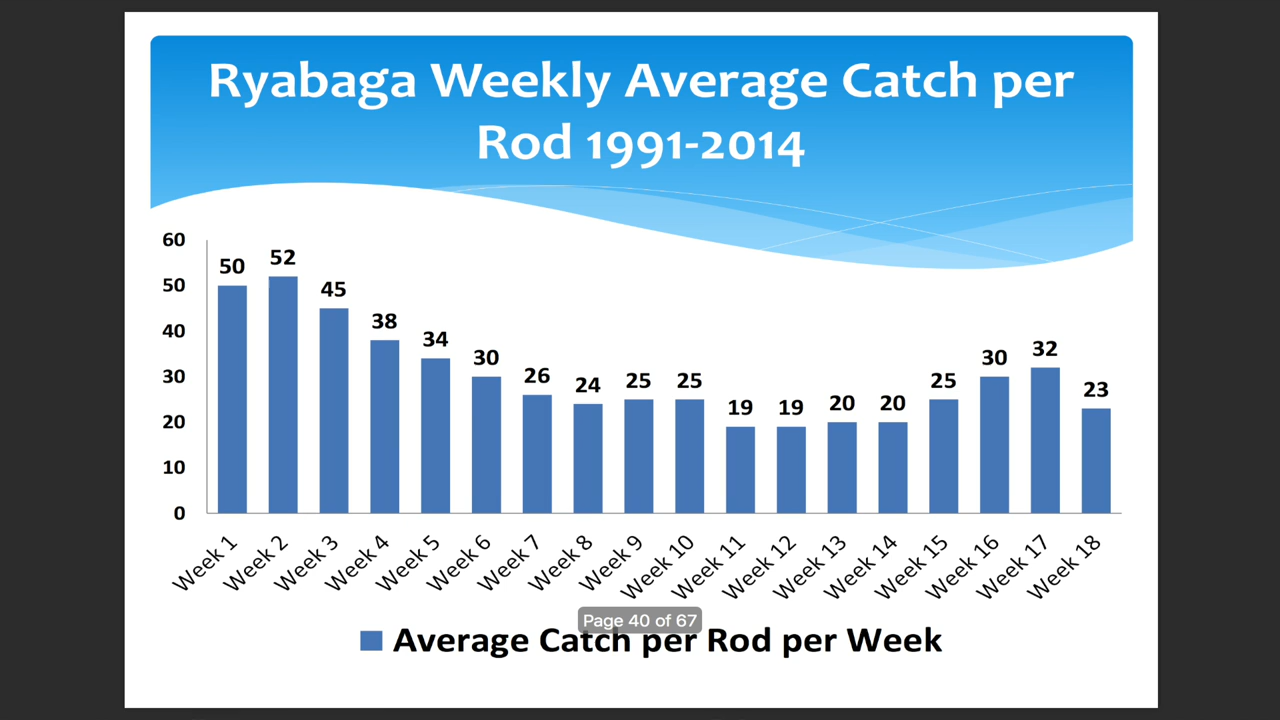 Ryabaga Weekly Average Catch per
Rod 1991-2014
60
50
40
30
20
10
0
50
52
45
38
34
30
26
24
25
25
19
19
20
20
25
30
32
23
Week 1
Week 2
Week 3
Week 4
Week 5
Week 6
Week 7
Week 8
Week 9
Week 10
Week 11
Week 12
Week 13
Week 14
Week 15
Week 16
Week 17
Week 18
Page 40 of 67
Average Catch per Rod per Week